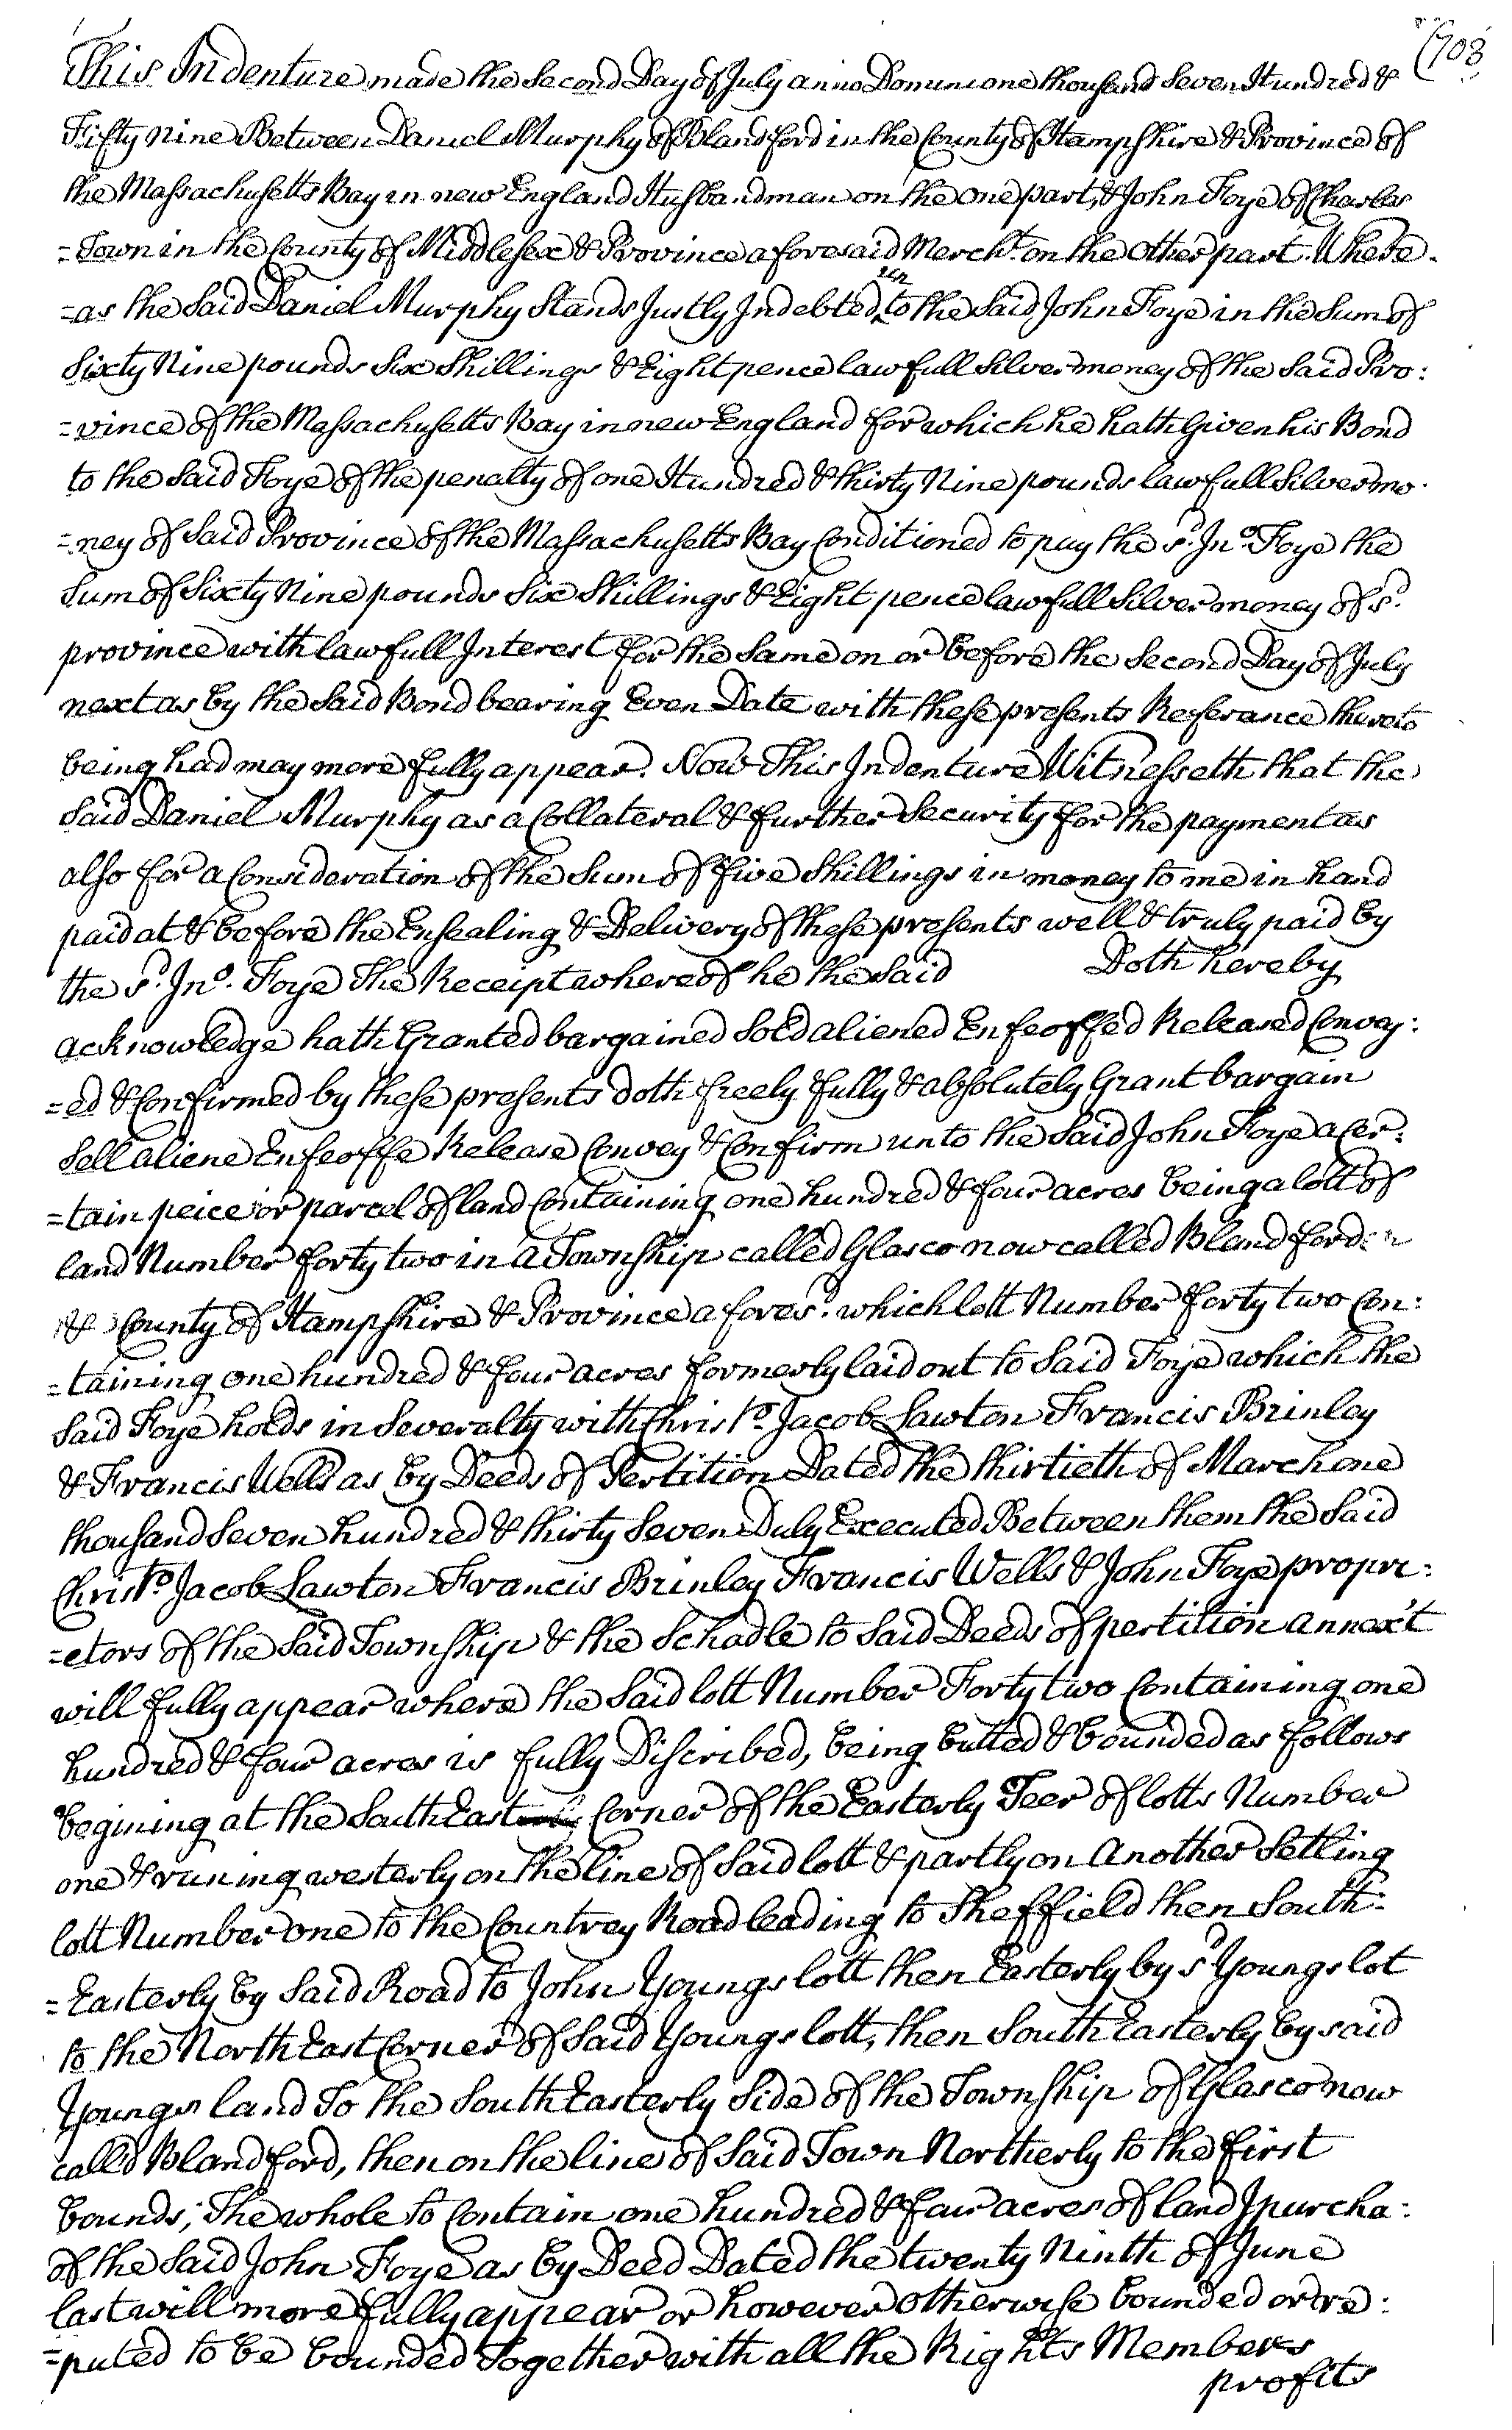 (708
This Indenture made the Second Day of July anno Domini one thousand Seven Hundred &
Fifty nine Between Daniel Murphy of Blandford in the County of Hampshire & Province of
the Massachusetts Bay in new England Husbandman on the one part, & John Foye of Charles
=Town in the County of Middlesex & Province aforesaid Mercht. on the other part. Where-
=as the Said Daniel Murphy Stands Justly Indebted to the Said John Foye in the Sum of
Sixty Nine pounds Six Shillings & Eight pence lawfull Silver money of the Said Pro:
=vince of the Massachusetts Bay in new England for which he hath Given his Bond
to the Said Foye of the penalty of one Hundred & thirty Nine pounds lawfull Silver mo-
=ney of Said Province of the Massachusetts Bay Conditioned to pay the sd. Jno. Foye the
Sum of Sixty Nine pounds Six Shillings & Eight pence lawfull Silver money of sd.
province with lawfull Interest for the Same on or before the Second Day of July
next as by the Said Bond bearing Even Date with these presents Referance thereto
being had may more fully appear. Now This Indenture Witnesseth that the
Said Daniel Murphy as a Collateral & further Security for the payment as
also for a Consideration of the Sum of five Shillings in money to me in hand
paid at & before the Ensealing & Delivery of these presents well & truly paid by
the sd. Jno. Foye The Receipt whereof he the Said Doth hereby
acknowledge hath Granted bargained Sold aliened Enfeoffed Released Convey:
=ed & Confirmed by these presents doth freely fully & absolutely Grant bargain
Sell aliene Enfeoffe Release Convey & Confirm unto the Said John Foye a Cer:
=tain peice or parcel of land Containing one hundred & four acres being a lott of
land Number forty two in a Township called Glasco now called Blandford in
& County of Hampshire & Province aforesd. which lott Number forty two Con:
=taining one hundred & four acres formerly laid out to Said Foye which the
Said Foye holds in Severalty with Christo. Jacob Lawton Francis Brinley
& Francis Wells as by Deeds of Pertition Dated the thirtieth of March one
thousand Seven hundred & thirty Seven Duly Executed Between them the Said
Christo. Jacob Lawton Francis Brinley Francis Wells & John Foye propri:
=etors of the Said Township & the Schadle to Said Deeds of pertition annex't
will fully appear where the Said lott Number Forty two Containing one
hundred & four acres is fully Discribed, being butted & bounded as follows
begining at the South East Corner of the Easterly Teer of lotts Number
one & runing westerly on the line of Said lott & partly on another Setling
lott Number one to the Countrey Road leading to Sheffield then South:
=Easterly by Said Road to John Youngs lott then Easterly by sd Youngs lot
to the North East Corner of Said Youngs lott, then South Easterly by said
Youngs land To the South Easterly Side of the Township of Glasco now
calld Blandford, then on the line of Said Town Northerly to the first
bounds; The whole to Contain one hundred & four acres of land I purcha:
of the Said John Foye as by Deed Dated the twenty Ninth of June
last will more fully appear or however otherwise bounded or re:
=puted to be bounded Together with all the Rights Members
profits